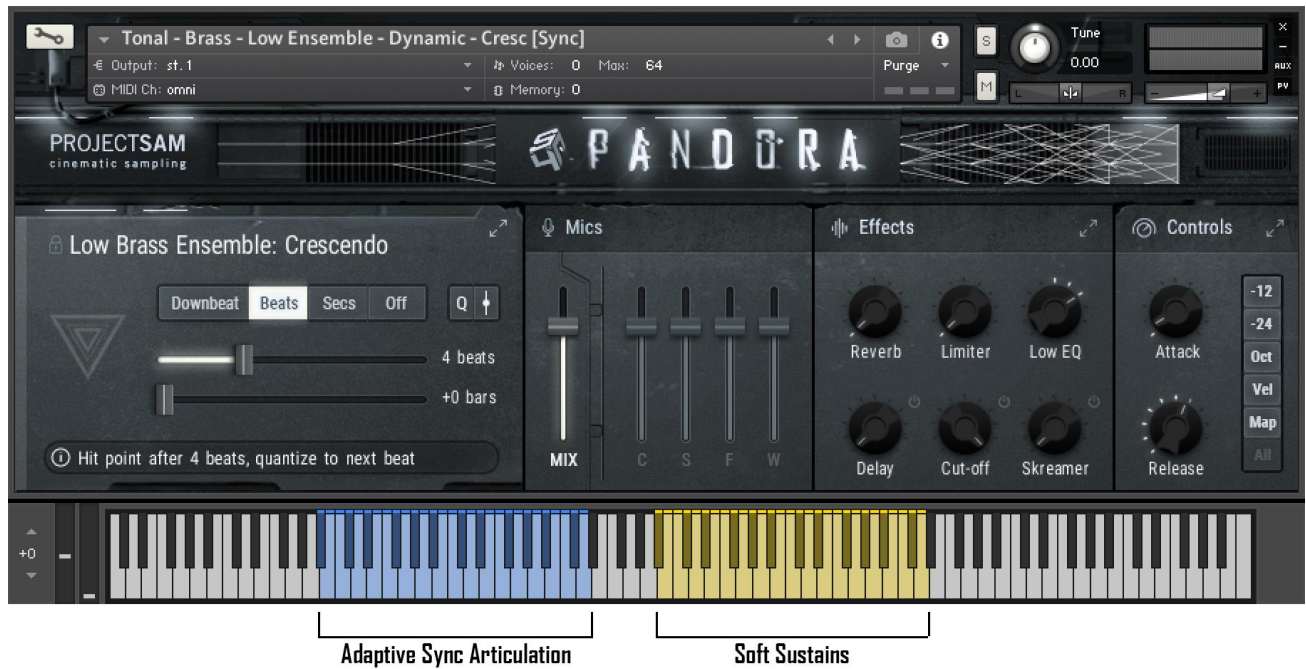 Tonal - Brass - Low Ensemble - Dynamic - Cresc [Sync]
Output: st. 1
Voices: 0 Max: 64
Purge
MIDI Ch: omni
Memory: 0
S
M
Tune
0.00
L R
- +
×
-
AUX
PV
PROJECTSAM
cinematic sampling
SAM
PANDORA
Low Brass Ensemble: Crescendo
Downbeat Beats Secs Off Q
4 beats
+0 bars
Hit point after 4 beats, quantize to next beat
Mics
MIX C S F W
Effects
Reverb Limiter Low EQ
Delay Cut-off Skreamer
Controls
Attack
Release
-12
-24
Oct
Vel
Map
All
+0
Adaptive Sync Articulation
Soft Sustains